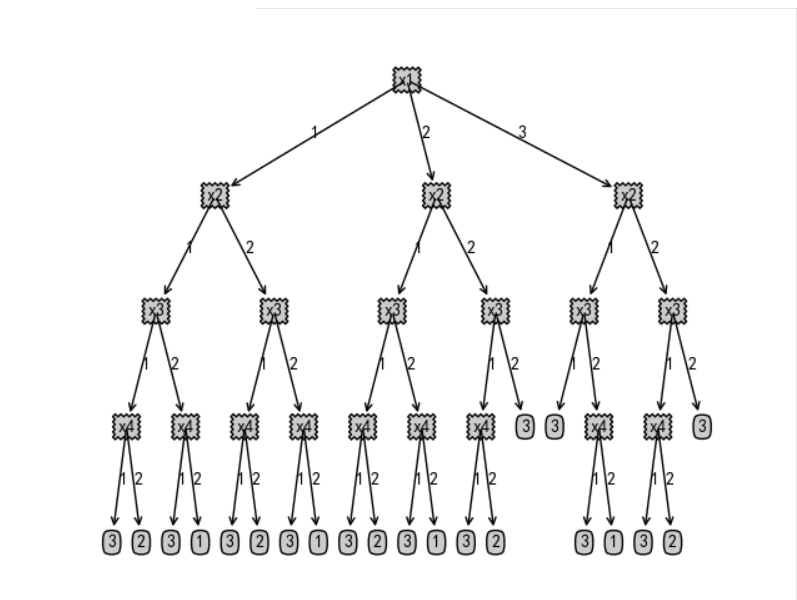 x1
1 2 3
x2 x2 x2
1 2 1 2 1 2
x3 x3 x3 x3 x3 x3
1 2 1 2 1 2 1 2 1 2 1 2
x4 x4 x4 x4 x4 x4 x4 3 3 x4 x4 3
1 2 1 2 1 2 1 2 1 2 1 2 1 2 1 2 1 2
3 2 3 1 3 2 3 1 3 2 3 1 3 2 3 1 3 2